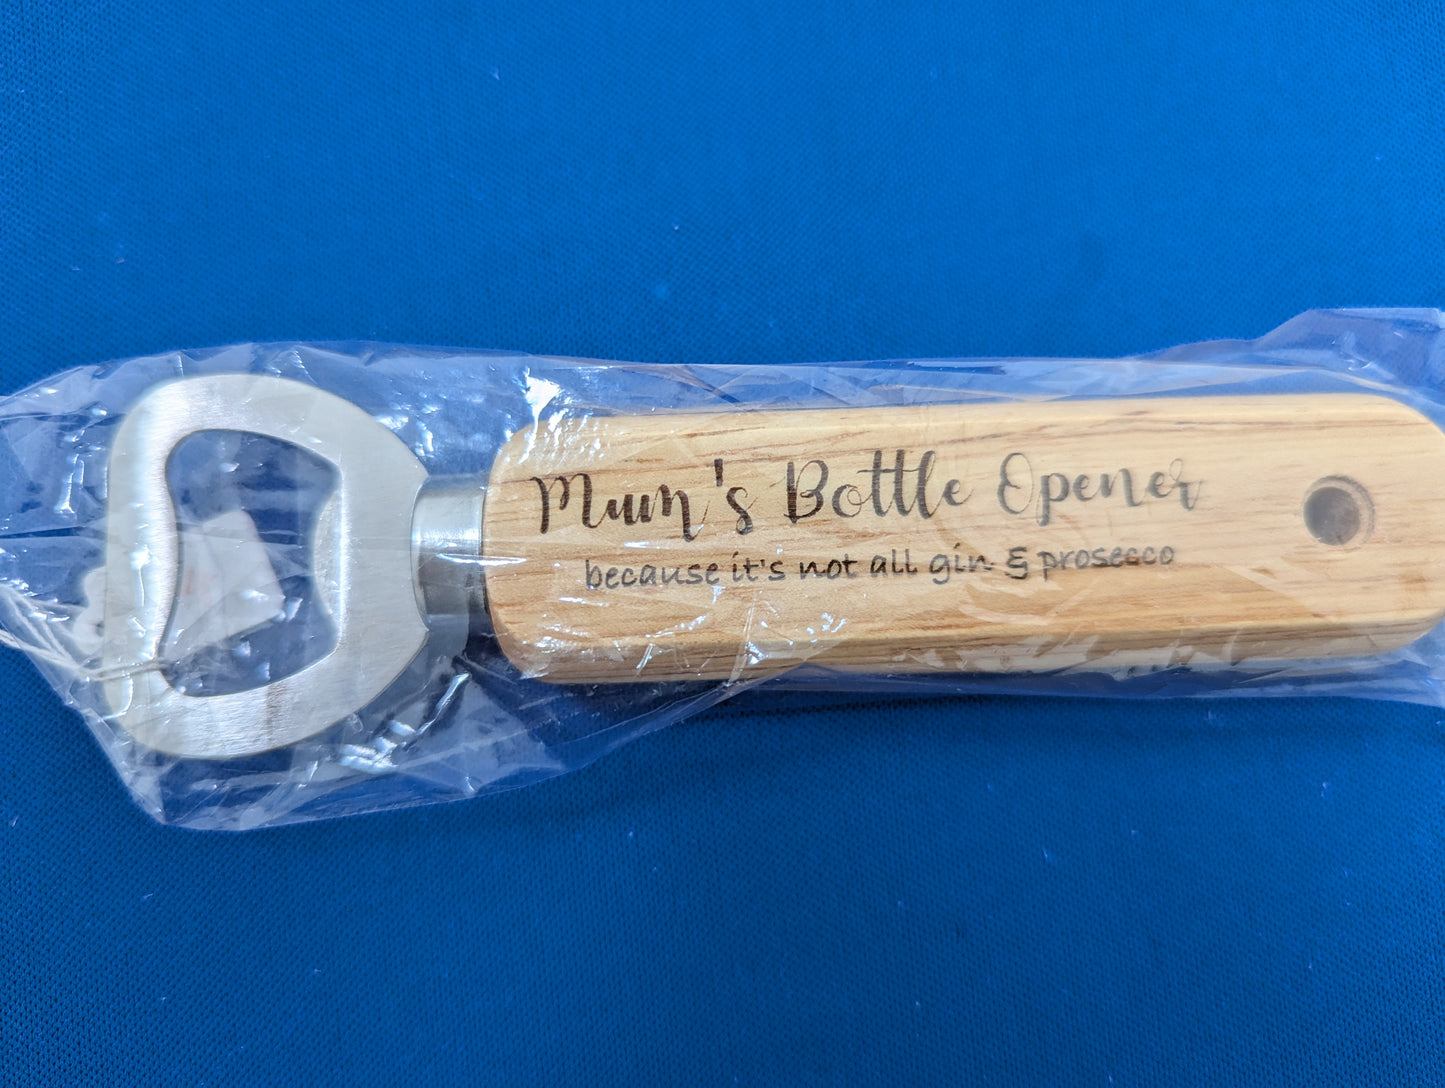 Mum's Bottle Opener
because it's not all gin & prosecco